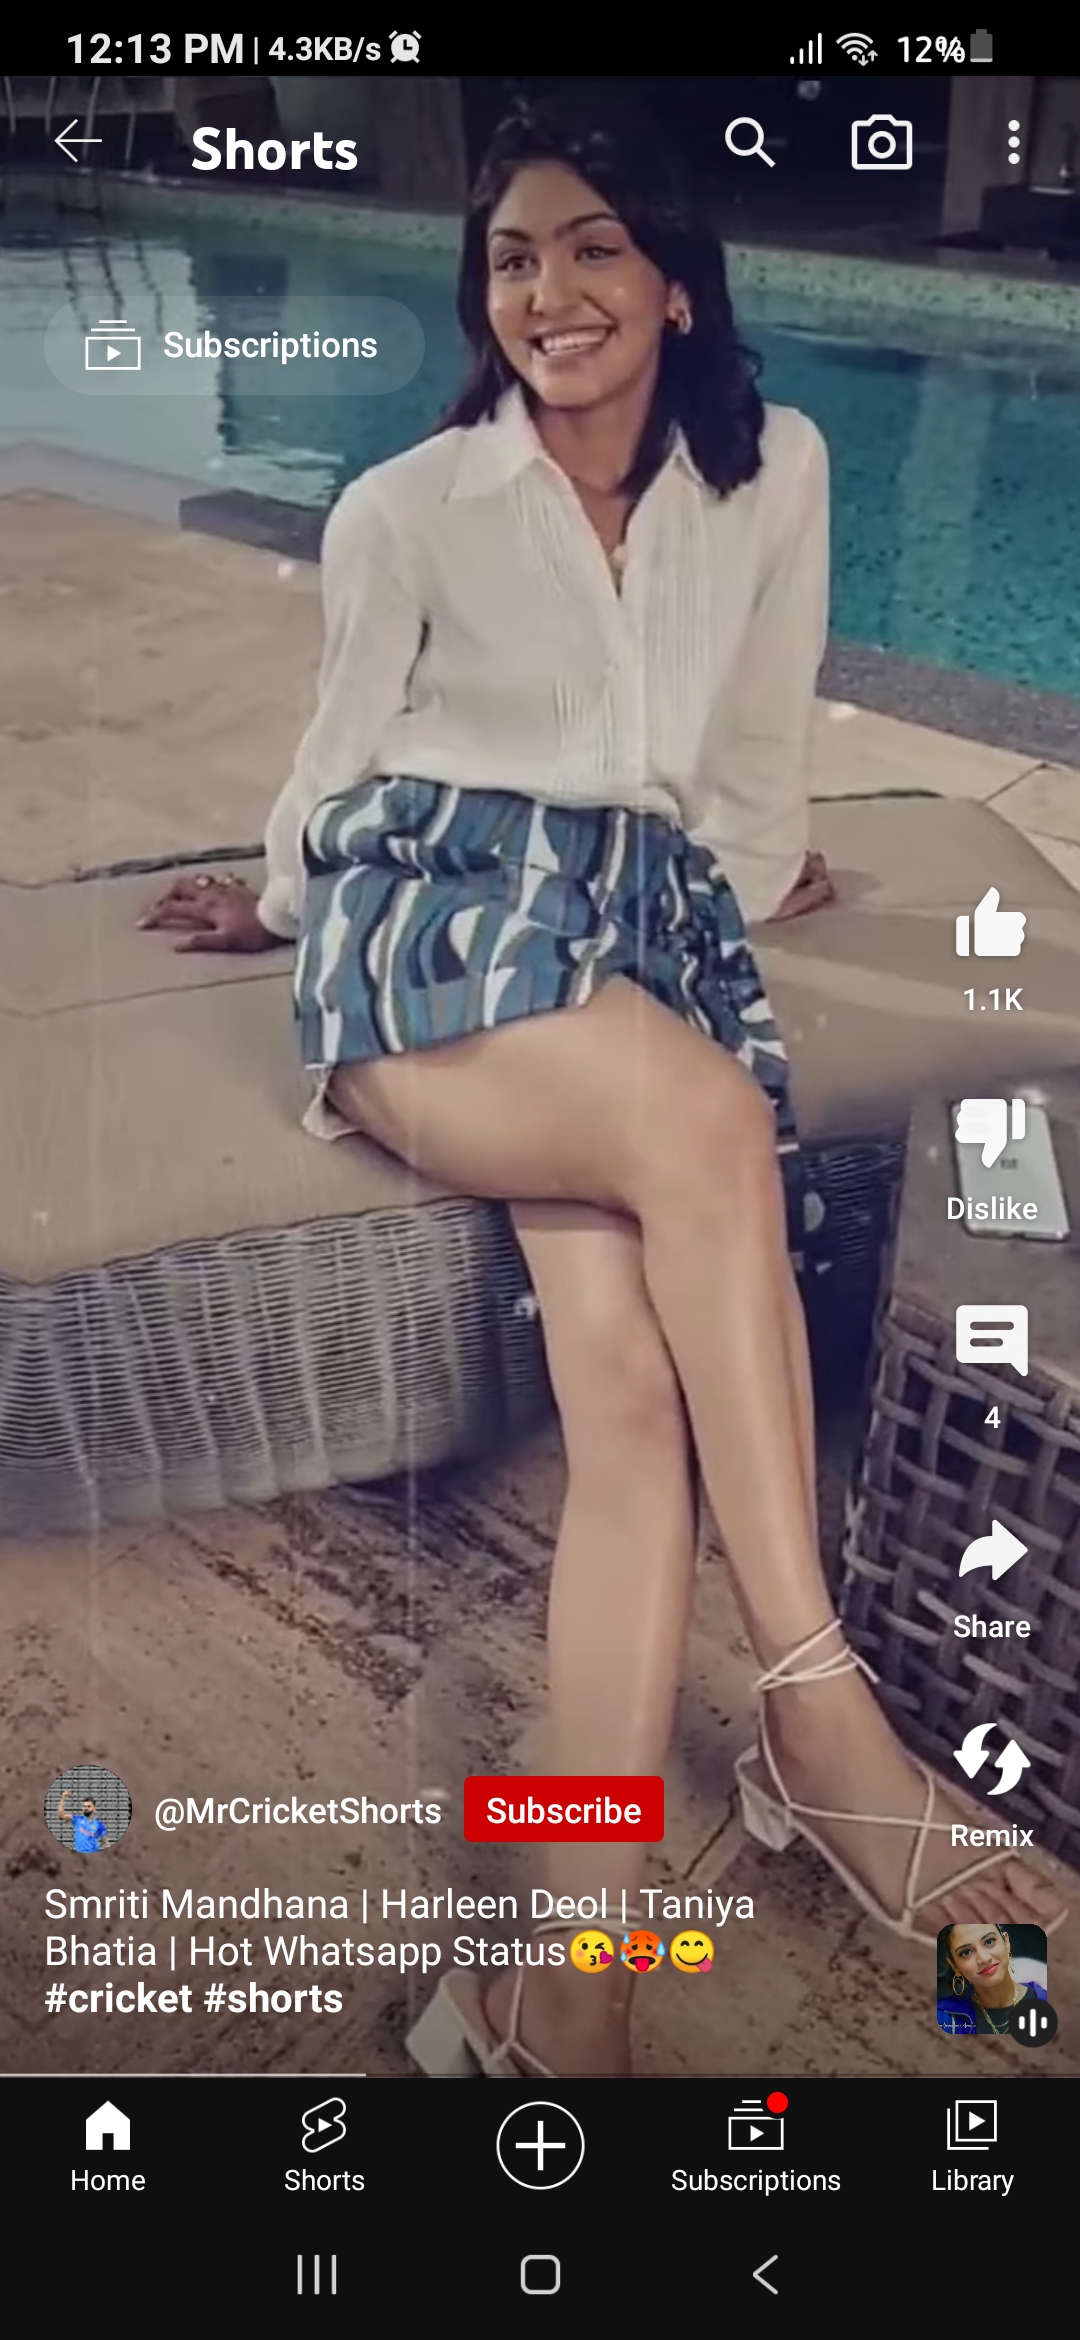 12:13 PM | 4.3KB/s
12%
Shorts
Subscriptions
1.1K
Dislike
4
Share
Remix
@MrCricketShorts
Subscribe
Smriti Mandhana | Harleen Deol | Taniya
Bhatia | Hot Whatsapp Status😘🥵😋
#cricket #shorts
Home
Shorts
Subscriptions
Library